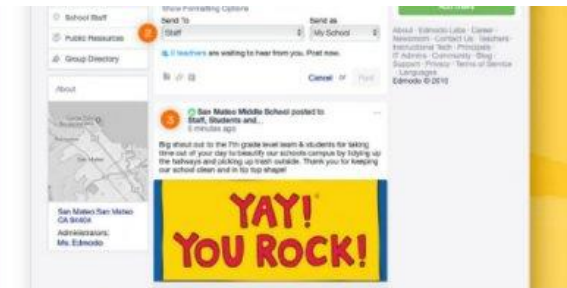 School Staff
Public Resources
Group Directory
About
San Mateo San Mateo
CA 94404
Administrators:
Ms. Edmodo
Show Formatting Options
Send To
Send as
2
Staff
My School
teachers are waiting to hear from you. Post now.
Cancel or Post
3
San Mateo Middle School posted to
Staff, Students and...
5 minutes ago
Big shout out to the 7th grade level team & students for taking
time out of your day to beautify our schools campus by tidying up
the hallways and picking up trash outside. Thank you for keeping
our school clean and in tip top shape!
YAY!
YOU ROCK!
About · Edmodo Labs · Career ·
Newsroom · Contact Us · Teachers ·
Instructional Tech · Principals ·
IT Admins · Community · Blog ·
Support · Privacy · Terms of Service
· Languages
Edmodo © 2016